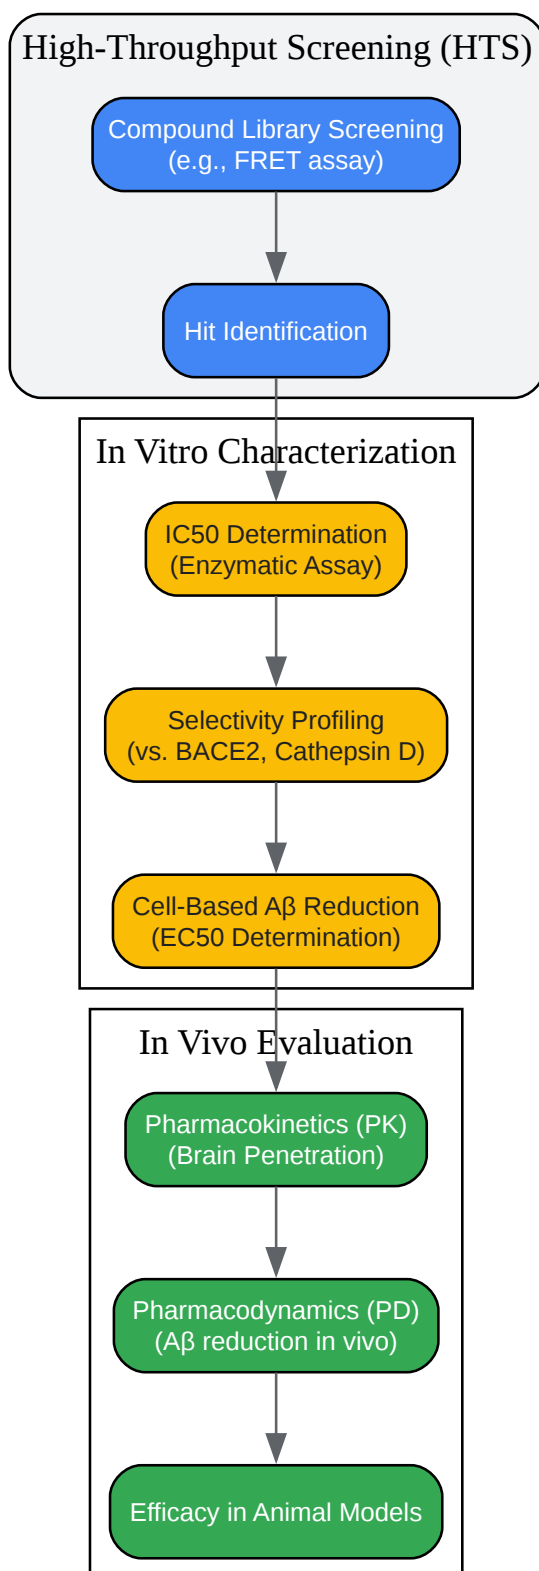 High-Throughput Screening (HTS)
Compound Library Screening
(e.g., FRET assay)
Hit Identification
In Vitro Characterization
IC50 Determination
(Enzymatic Assay)
Selectivity Profiling
(vs. BACE2, Cathepsin D)
Cell-Based Aβ Reduction
(EC50 Determination)
In Vivo Evaluation
Pharmacokinetics (PK)
(Brain Penetration)
Pharmacodynamics (PD)
(Aβ reduction in vivo)
Efficacy in Animal Models